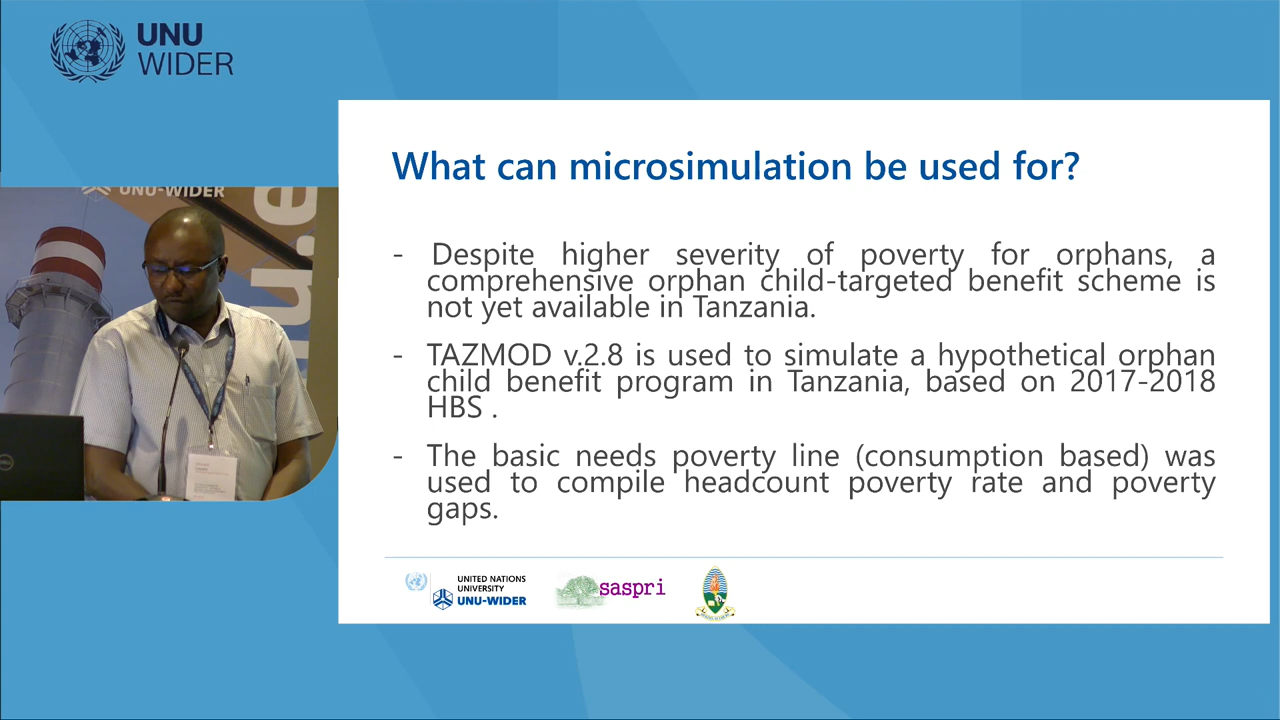 UNU
WIDER
UNU-WIDER
What can microsimulation be used for?
- Despite higher severity of poverty for orphans, a
comprehensive orphan child-targeted benefit scheme is
not yet available in Tanzania.
- TAZMOD v.2.8 is used to simulate a hypothetical orphan
child benefit program in Tanzania, based on 2017-2018
HBS .
- The basic needs poverty line (consumption based) was
used to compile headcount poverty rate and poverty
gaps.
UNITED NATIONS
UNIVERSITY
UNU-WIDER
saspri
DELL